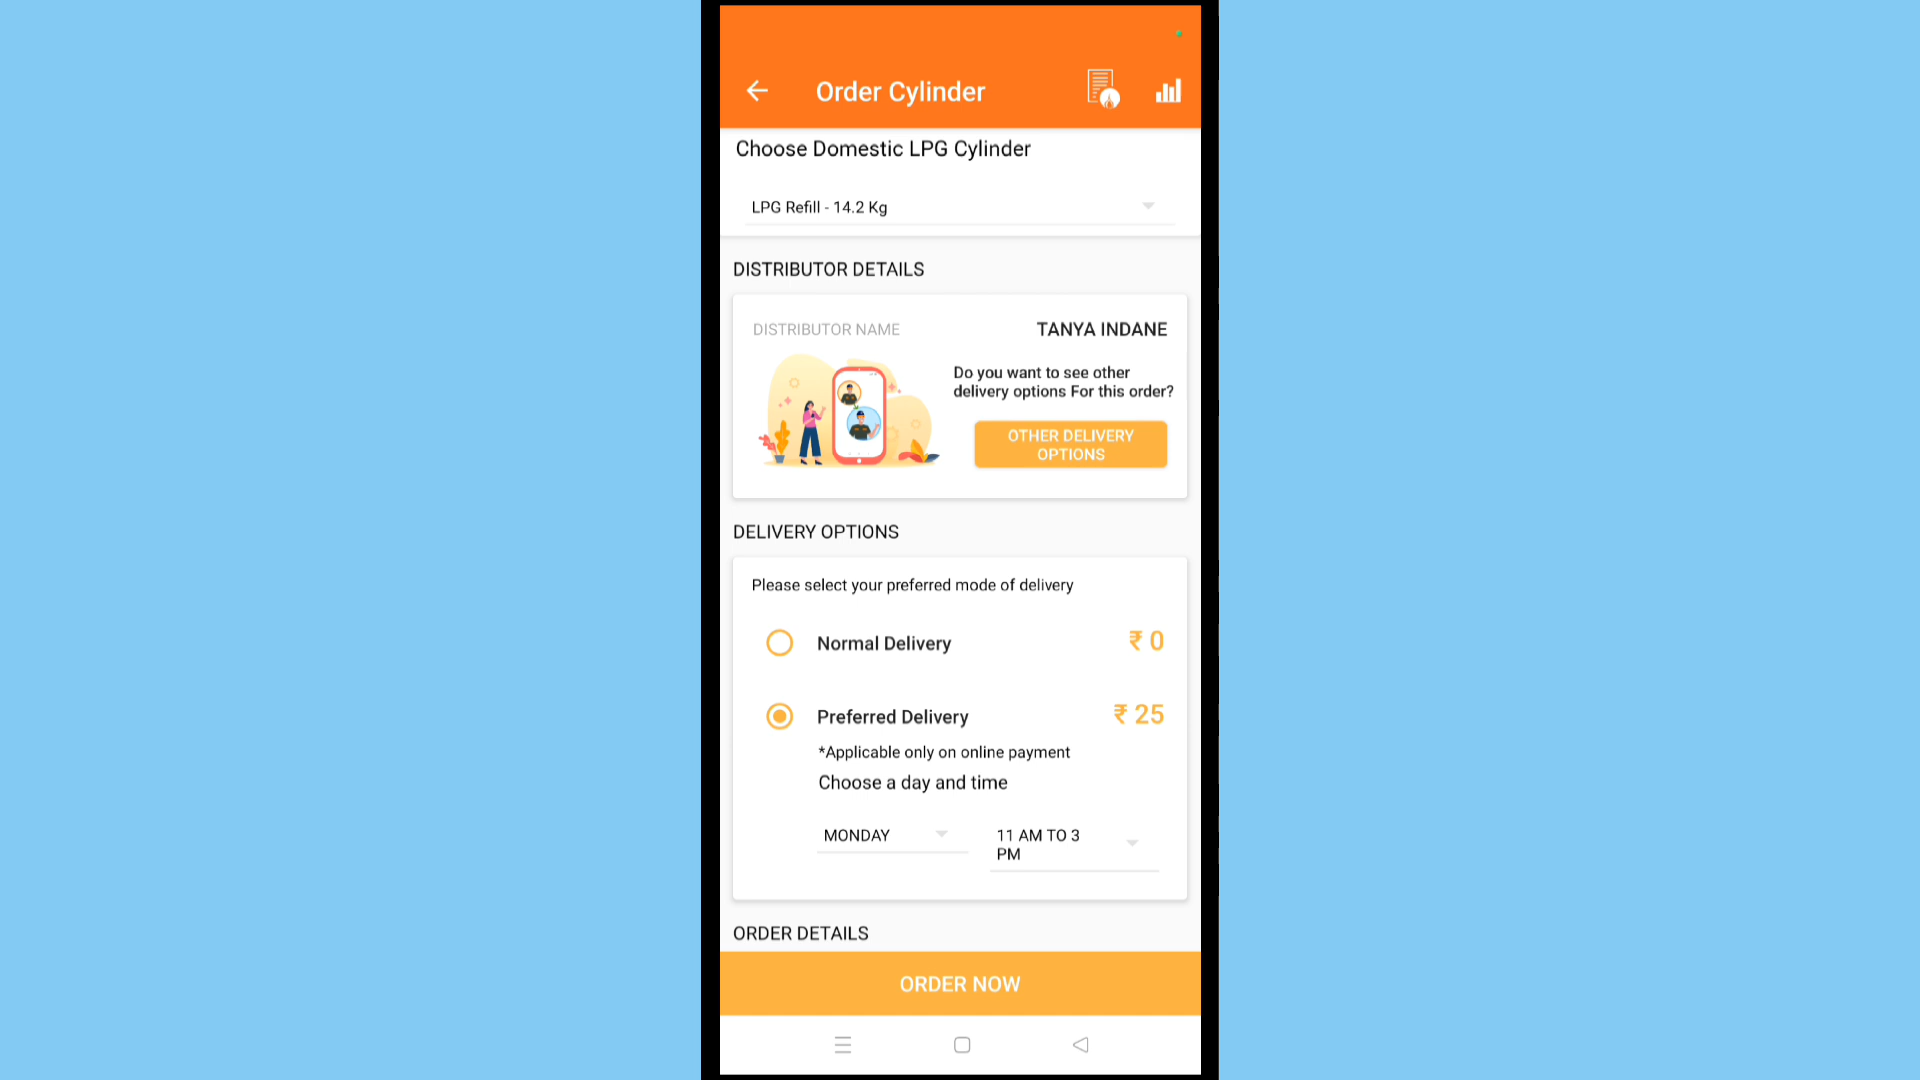 Order Cylinder
Choose Domestic LPG Cylinder
LPG Refill - 14.2 Kg
DISTRIBUTOR DETAILS
DISTRIBUTOR NAME
TANYA INDANE
Do you want to see other
delivery options For this order?
OTHER DELIVERY
OPTIONS
DELIVERY OPTIONS
Please select your preferred mode of delivery
Normal Delivery
₹ 0
Preferred Delivery
₹ 25
*Applicable only on online payment
Choose a day and time
MONDAY
11 AM TO 3
PM
ORDER DETAILS
ORDER NOW